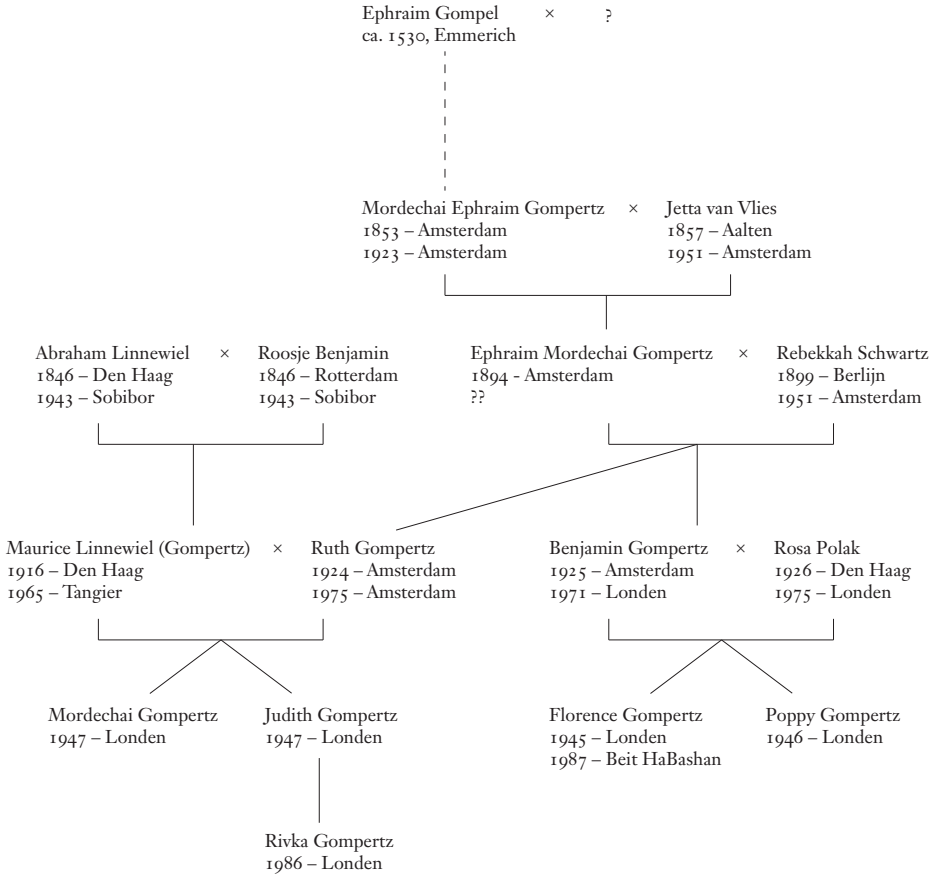 Ephraim Gompel × ?
ca. 1530, Emmerich
Mordechai Ephraim Gompertz × Jetta van Vlies
1853 – Amsterdam 1857 – Aalten
1923 – Amsterdam 1951 – Amsterdam
Abraham Linnewiel × Roosje Benjamin Ephraim Mordechai Gompertz × Rebekkah Schwartz
1846 – Den Haag 1846 – Rotterdam 1894 - Amsterdam 1899 – Berlijn
1943 – Sobibor 1943 – Sobibor ?? 1951 – Amsterdam
Maurice Linnewiel (Gompertz) × Ruth Gompertz Benjamin Gompertz × Rosa Polak
1916 – Den Haag 1924 – Amsterdam 1925 – Amsterdam 1926 – Den Haag
1965 – Tangier 1975 – Amsterdam 1971 – Londen 1975 – Londen
Mordechai Gompertz Judith Gompertz Florence Gompertz Poppy Gompertz
1947 – Londen 1947 – Londen 1945 – Londen 1946 – Londen
1987 – Beit HaBashan
Rivka Gompertz
1986 – Londen